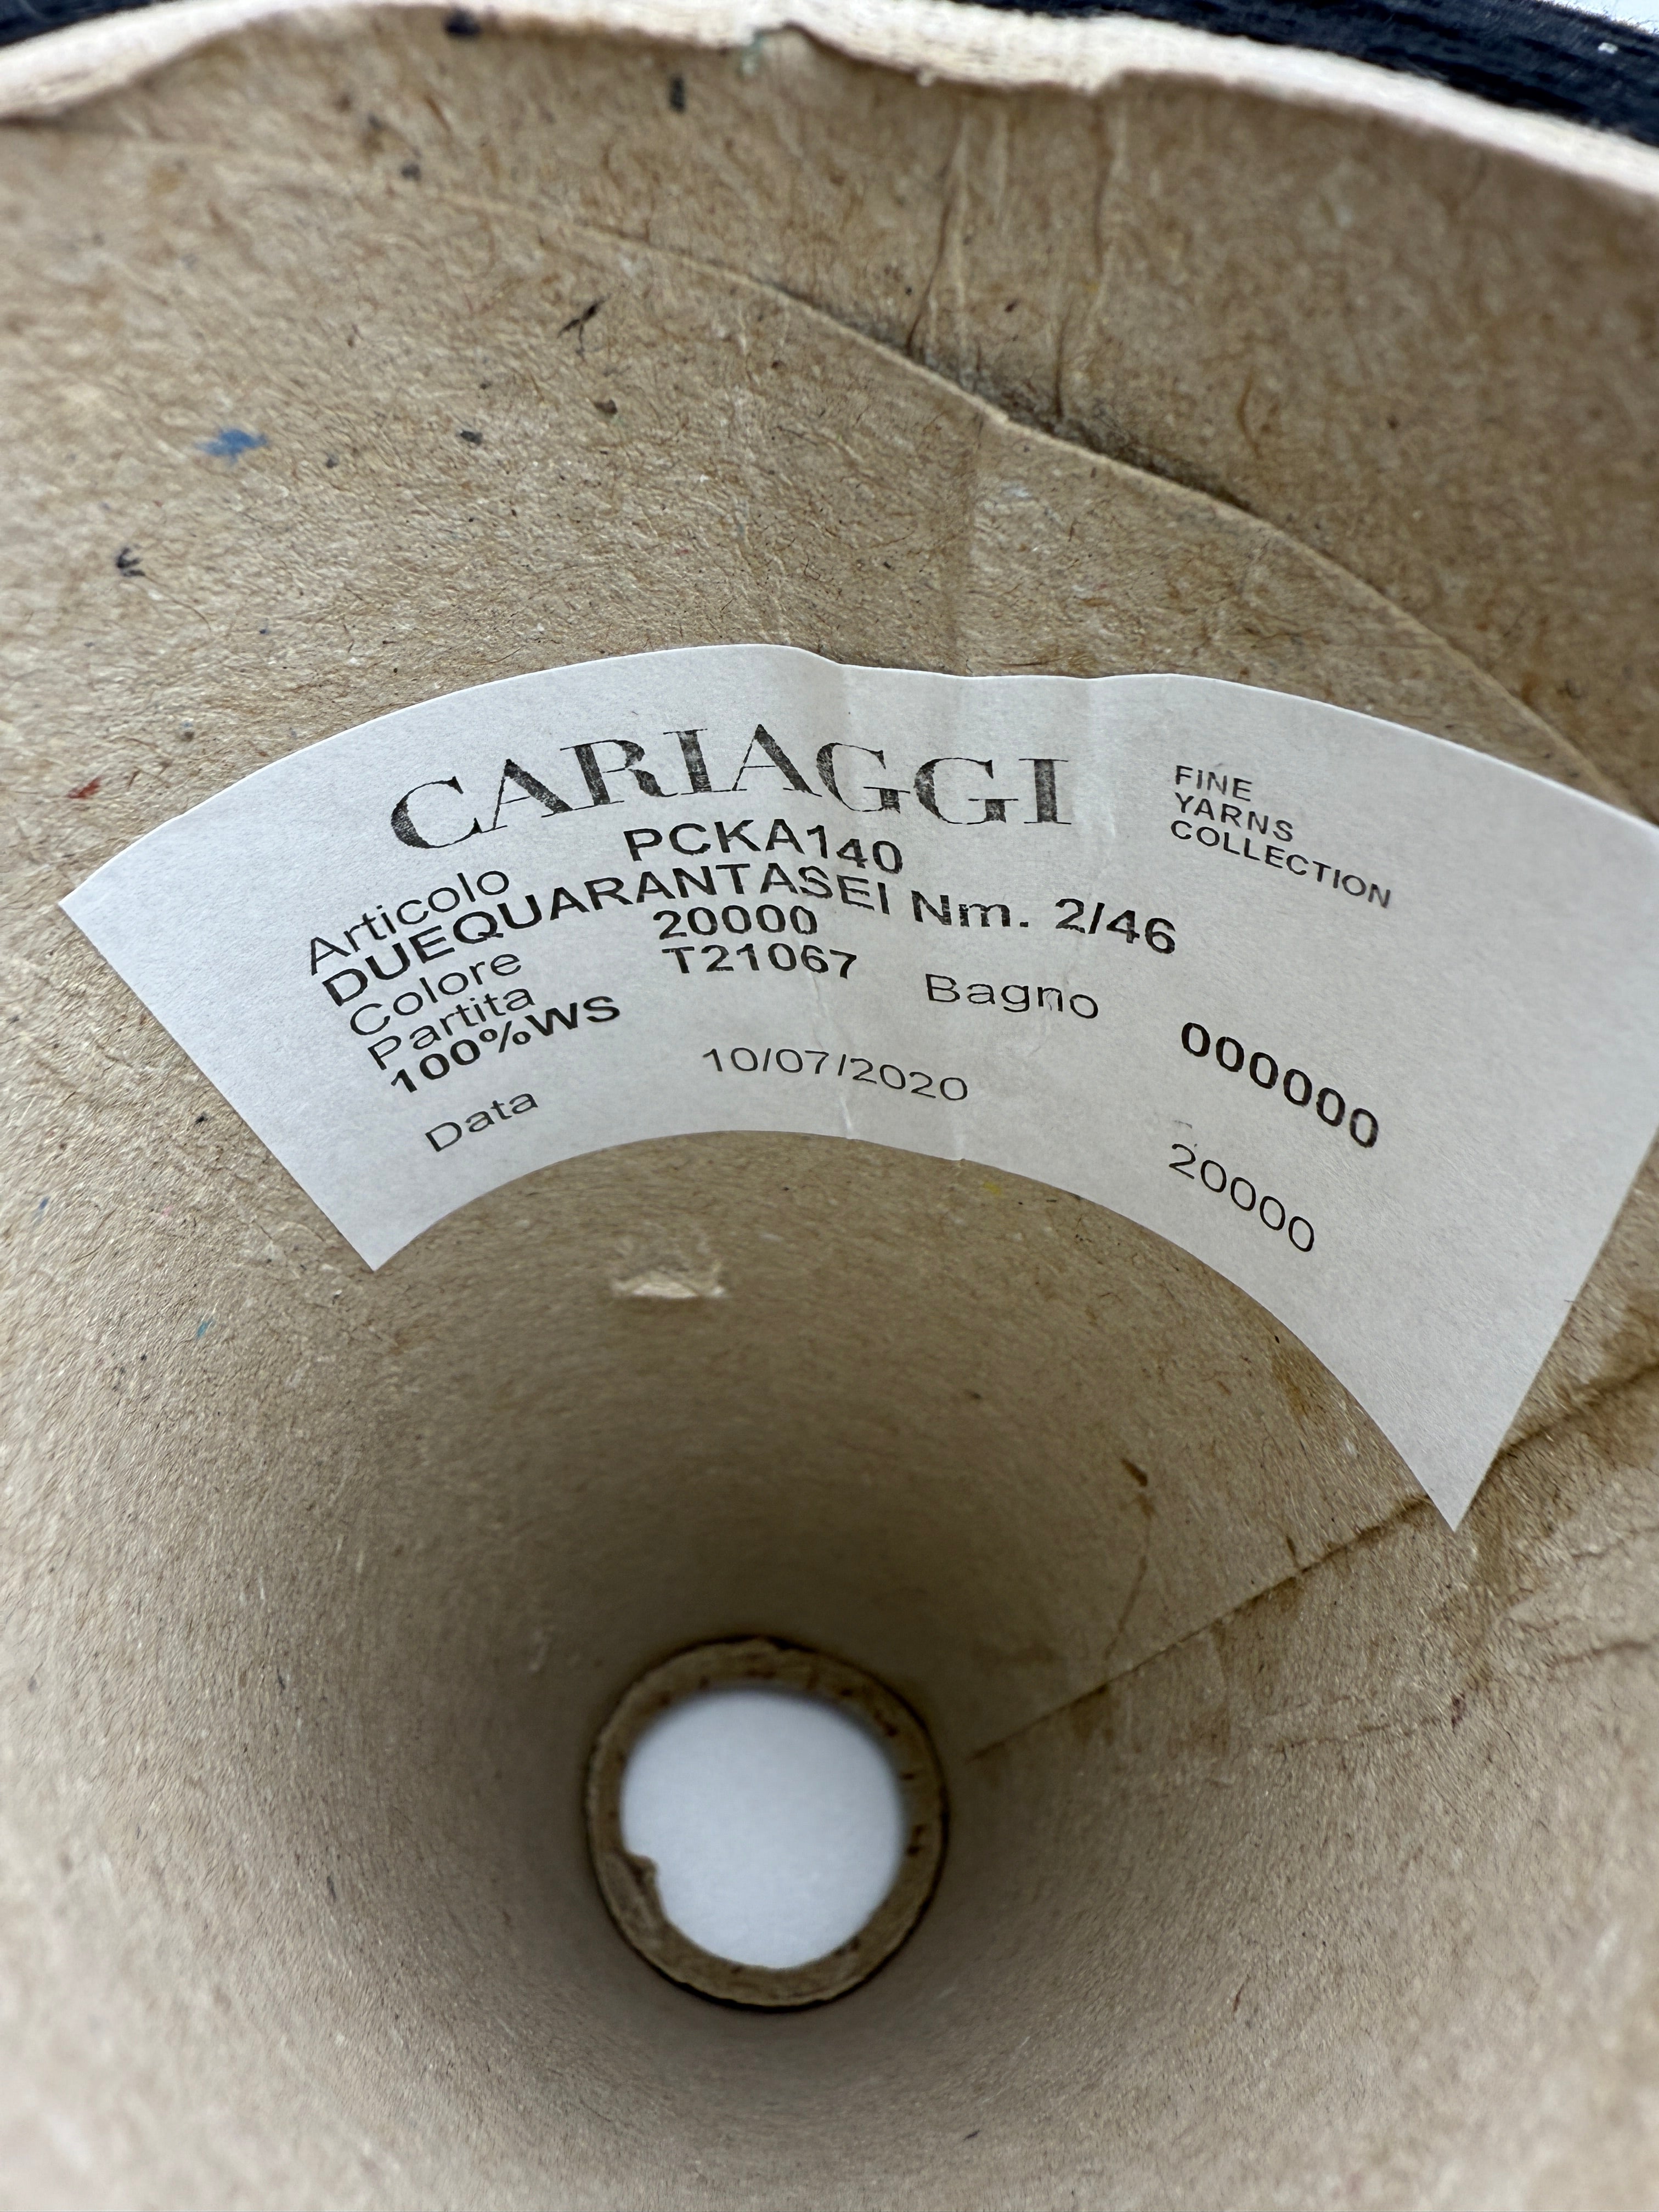 CARIAGGI
FINE
YARNS
COLLECTION
Articolo PCKA140
DUEQUARANTASEI Nm. 2/46
Colore 20000
Partita T21067 Bagno 000000
100%WS
Data 10/07/2020 20000